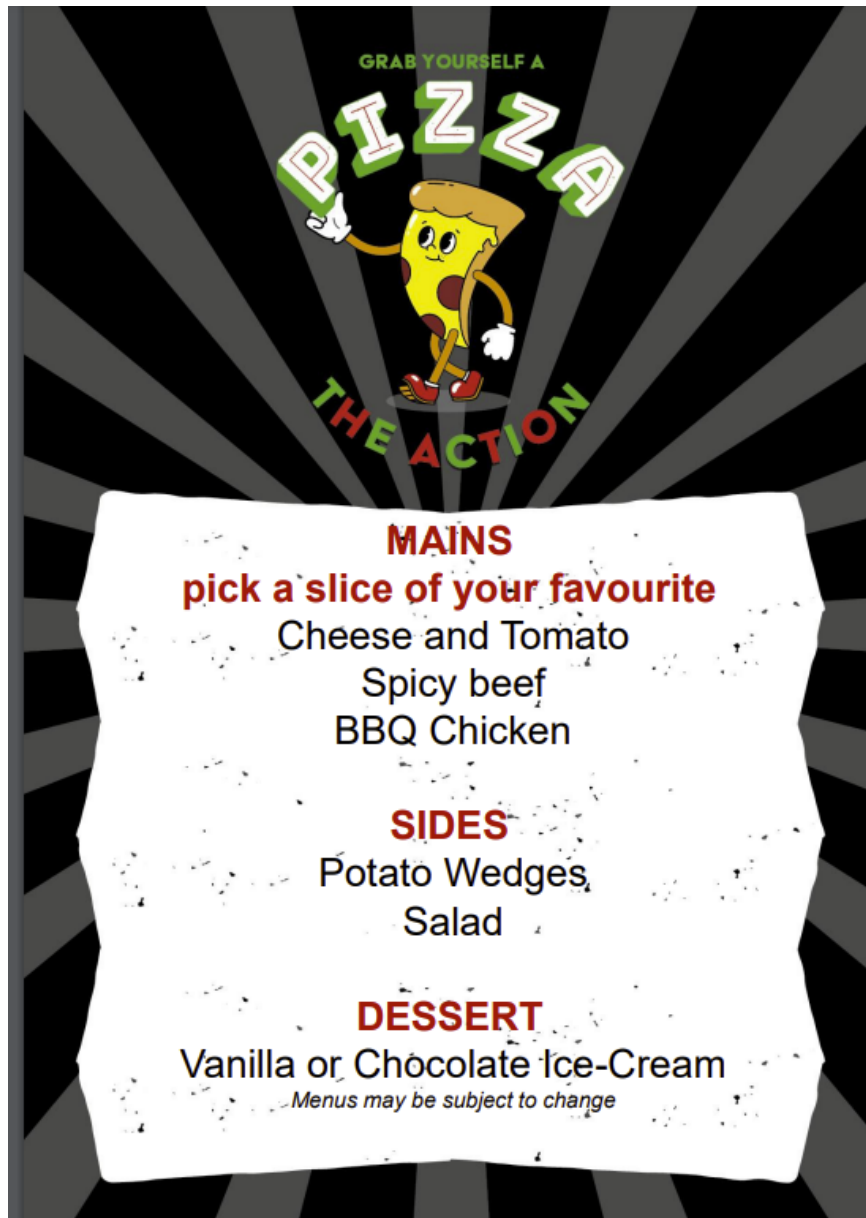 GRAB YOURSELF A
PIZZA
THE ACTION
MAINS
pick a slice of your favourite
Cheese and Tomato
Spicy beef
BBQ Chicken
SIDES
Potato Wedges
Salad
DESSERT
Vanilla or Chocolate Ice-Cream
Menus may be subject to change